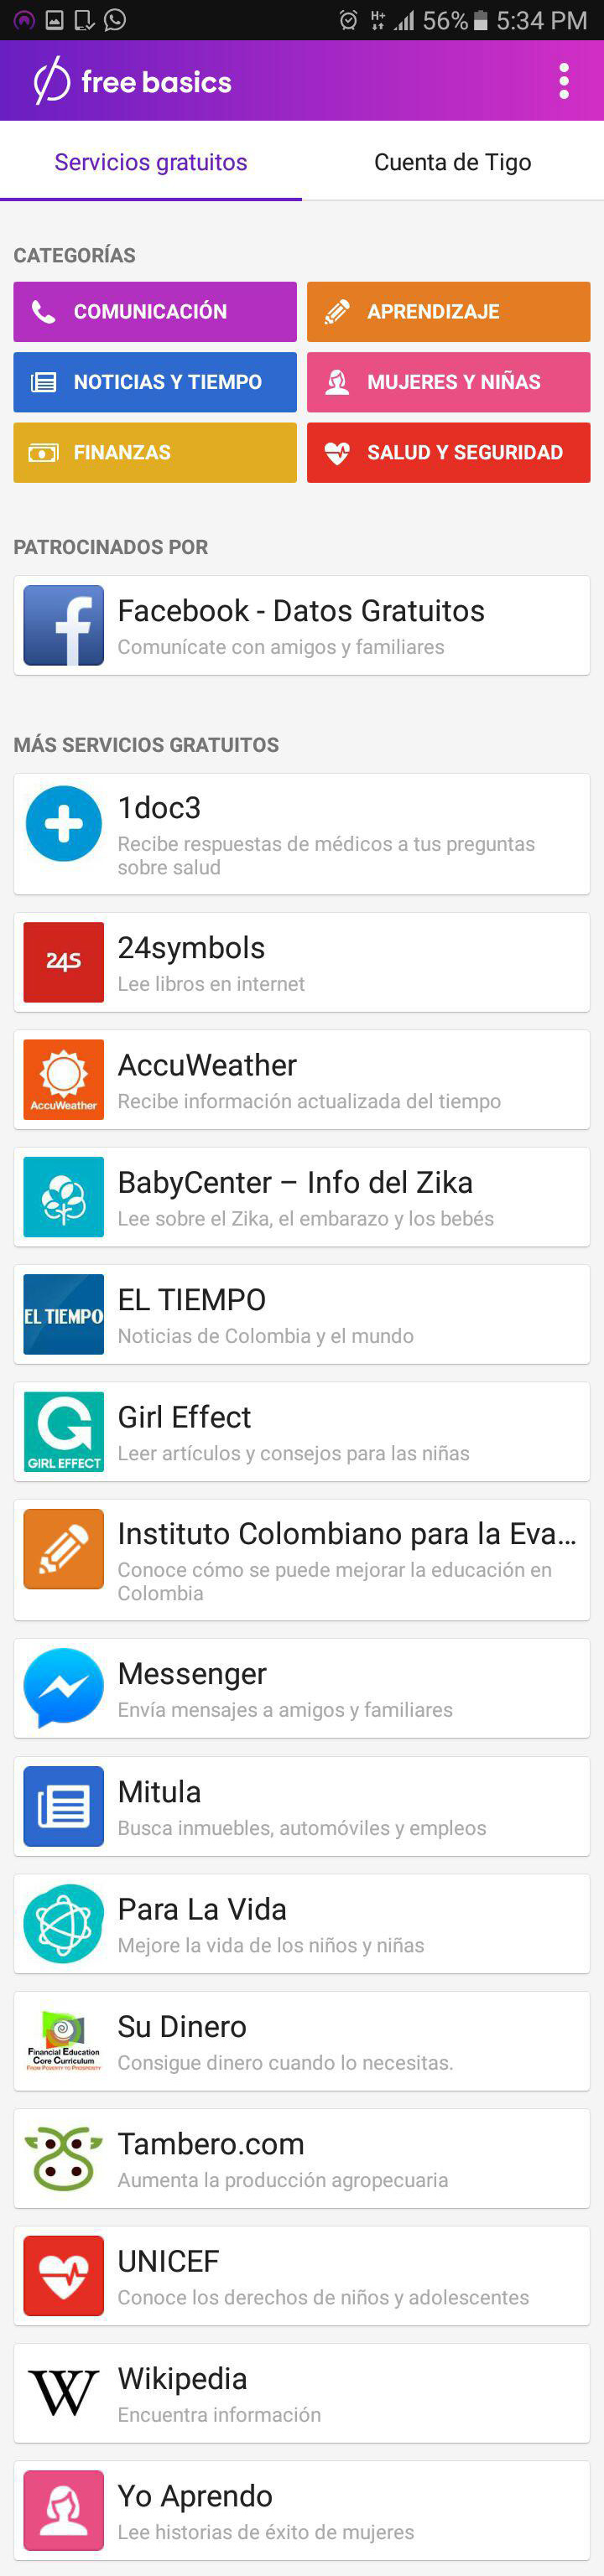 H+ 56% 5:34 PM
free basics
Servicios gratuitos Cuenta de Tigo
CATEGORÍAS
COMUNICACIÓN APRENDIZAJE
NOTICIAS Y TIEMPO MUJERES Y NIÑAS
FINANZAS SALUD Y SEGURIDAD
PATROCINADOS POR
f
Facebook - Datos Gratuitos
Comunícate con amigos y familiares
MÁS SERVICIOS GRATUITOS
1doc3
Recibe respuestas de médicos a tus preguntas
sobre salud
24S
24symbols
Lee libros en internet
AccuWeather
AccuWeather
Recibe información actualizada del tiempo
BabyCenter – Info del Zika
Lee sobre el Zika, el embarazo y los bebés
EL TIEMPO
EL TIEMPO
Noticias de Colombia y el mundo
GIRL EFFECT
Girl Effect
Leer artículos y consejos para las niñas
Instituto Colombiano para la Eva...
Conoce cómo se puede mejorar la educación en
Colombia
Messenger
Envía mensajes a amigos y familiares
Mitula
Busca inmuebles, automóviles y empleos
Para La Vida
Mejore la vida de los niños y niñas
Financial Education
Core Curriculum
FROM POVERTY TO PROSPERITY
Su Dinero
Consigue dinero cuando lo necesitas.
Tambero.com
Aumenta la producción agropecuaria
UNICEF
Conoce los derechos de niños y adolescentes
W
Wikipedia
Encuentra información
Yo Aprendo
Lee historias de éxito de mujeres